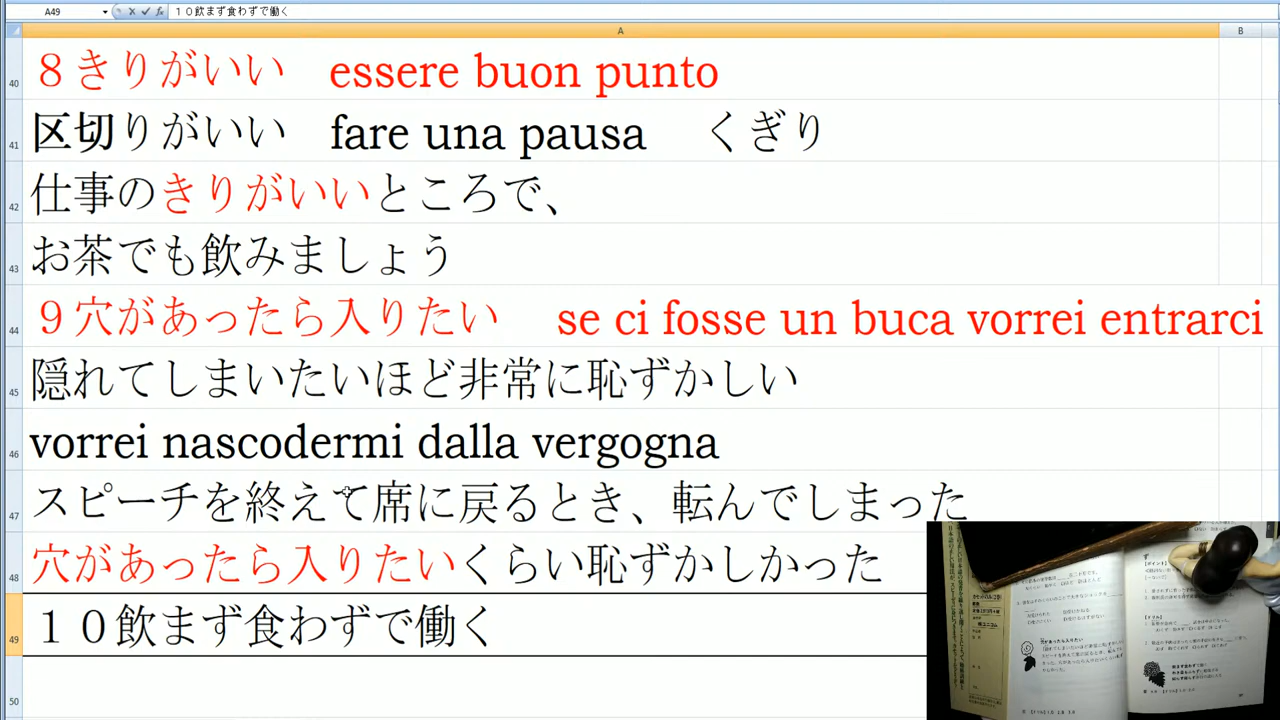 A49
１０飲まず食わずで働く
A B
40 ８きりがいい essere buon punto
41 区切りがいい fare una pausa くぎり
42 仕事のきりがいいところで、
43 お茶でも飲みましょう
44 ９穴があったら入りたい se ci fosse un buca vorrei entrarci
45 隠れてしまいたいほど非常に恥ずかしい
46 vorrei nascodermi dalla vergogna
47 スピーチを終えて席に戻るとき、転んでしまった
48 穴があったら入りたいくらい恥ずかしかった
49 １０飲まず食わずで働く
50